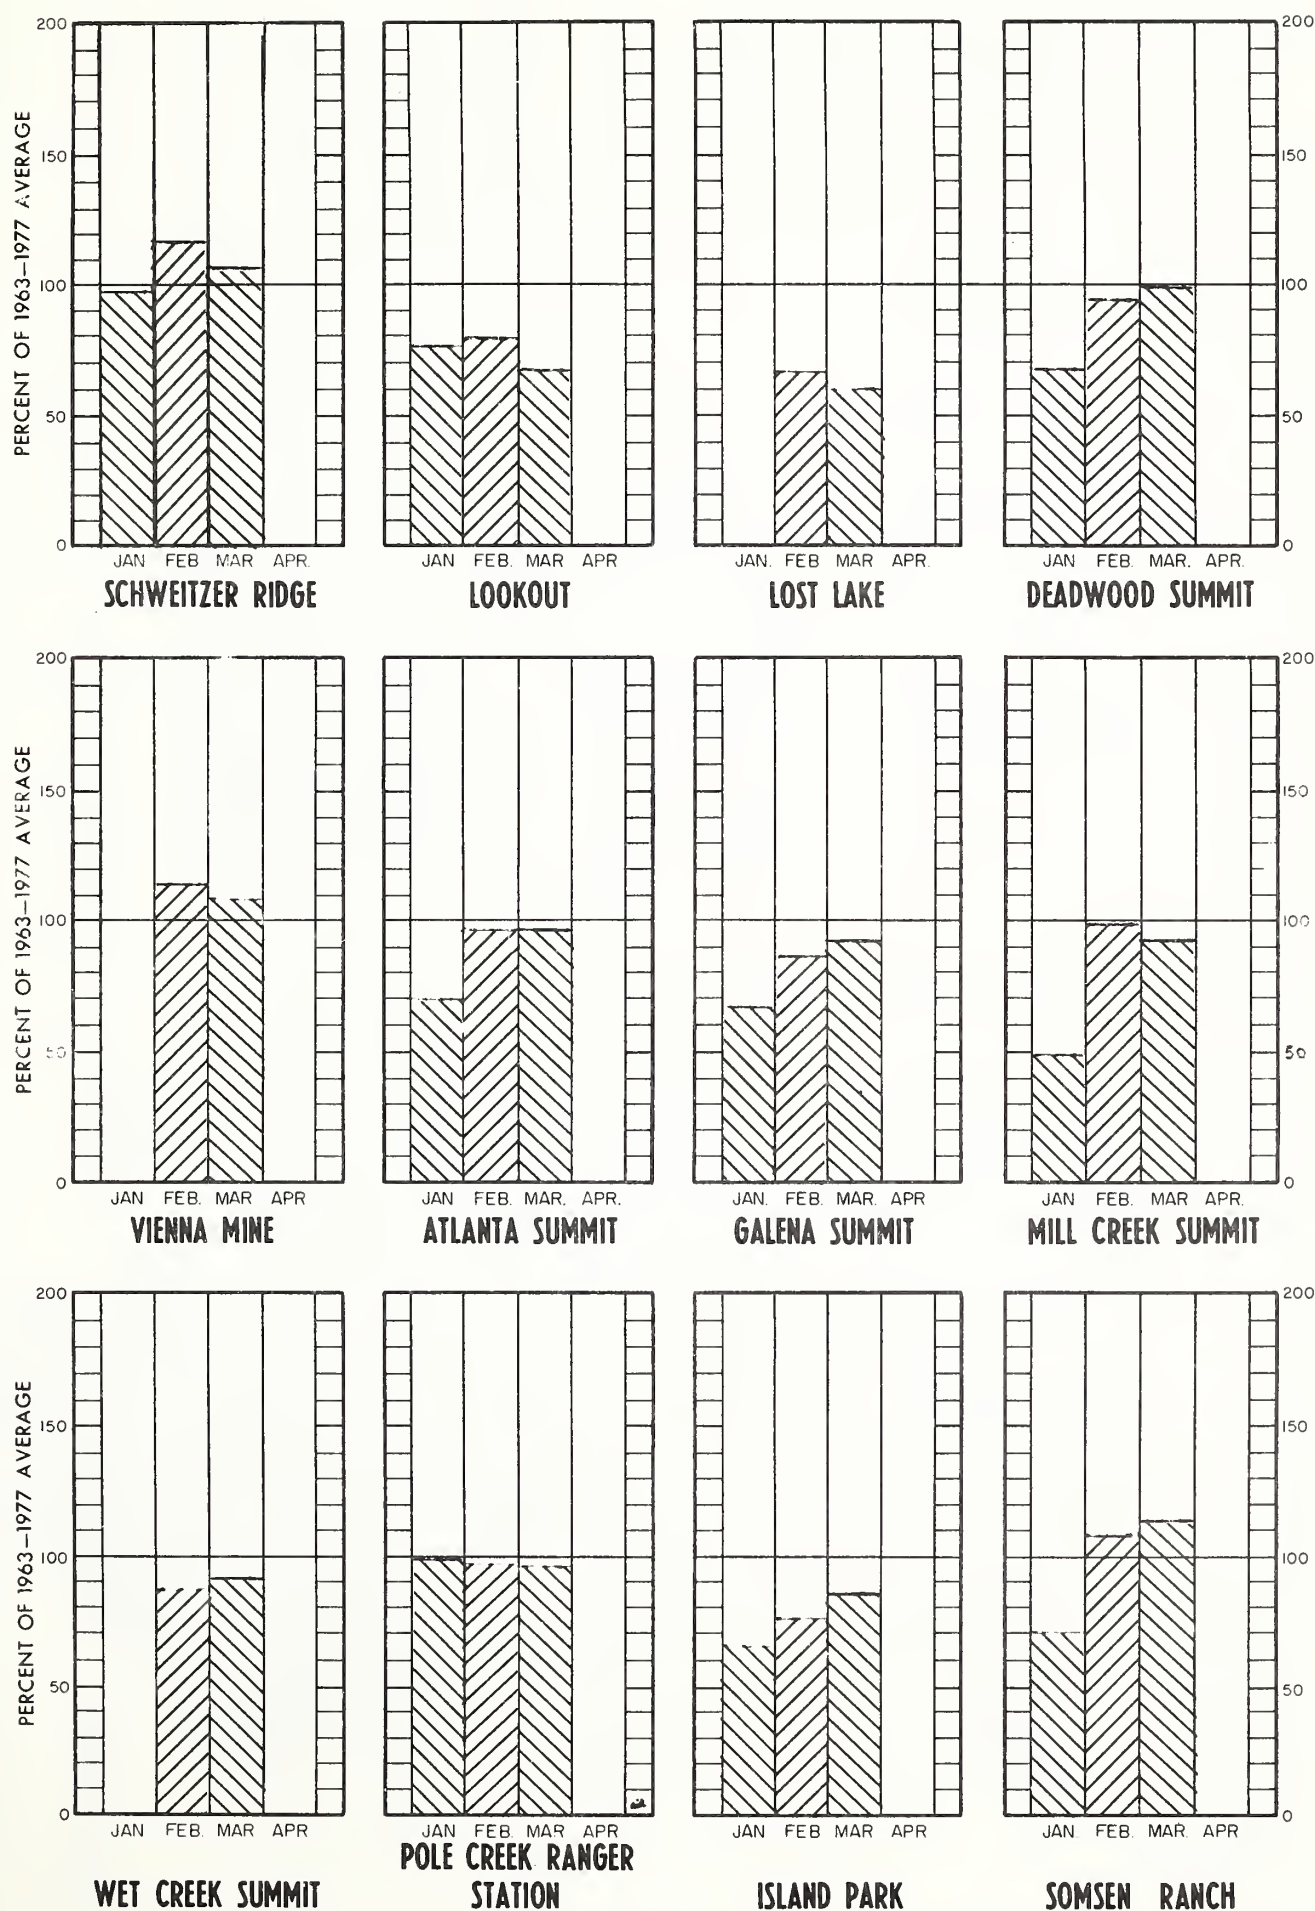 PERCENT OF 1963–1977 AVERAGE
200 200
150 150
100 100
50 50
0 0
JAN FEB MAR APR. JAN FEB. MAR APR JAN. FEB MAR APR. JAN FEB. MAR. APR.
SCHWEITZER RIDGE LOOKOUT LOST LAKE DEADWOOD SUMMIT
PERCENT OF 1963–1977 AVERAGE
200 200
150 150
100 100
50 50
0 0
JAN FEB. MAR APR JAN FEB. MAR. APR. JAN. FEB. MAR. APR. JAN FEB. MAR APR.
VIENNA MINE ATLANTA SUMMIT GALENA SUMMIT MILL CREEK SUMMIT
PERCENT OF 1963–1977 AVERAGE
200 200
150 150
100 100
50 50
0 0
JAN FEB. MAR APR JAN FEB. MAR APR. JAN FEB MAR APR JAN. FEB. MAR. APR
POLE CREEK RANGER
WET CREEK SUMMIT STATION ISLAND PARK SOMSEN RANCH